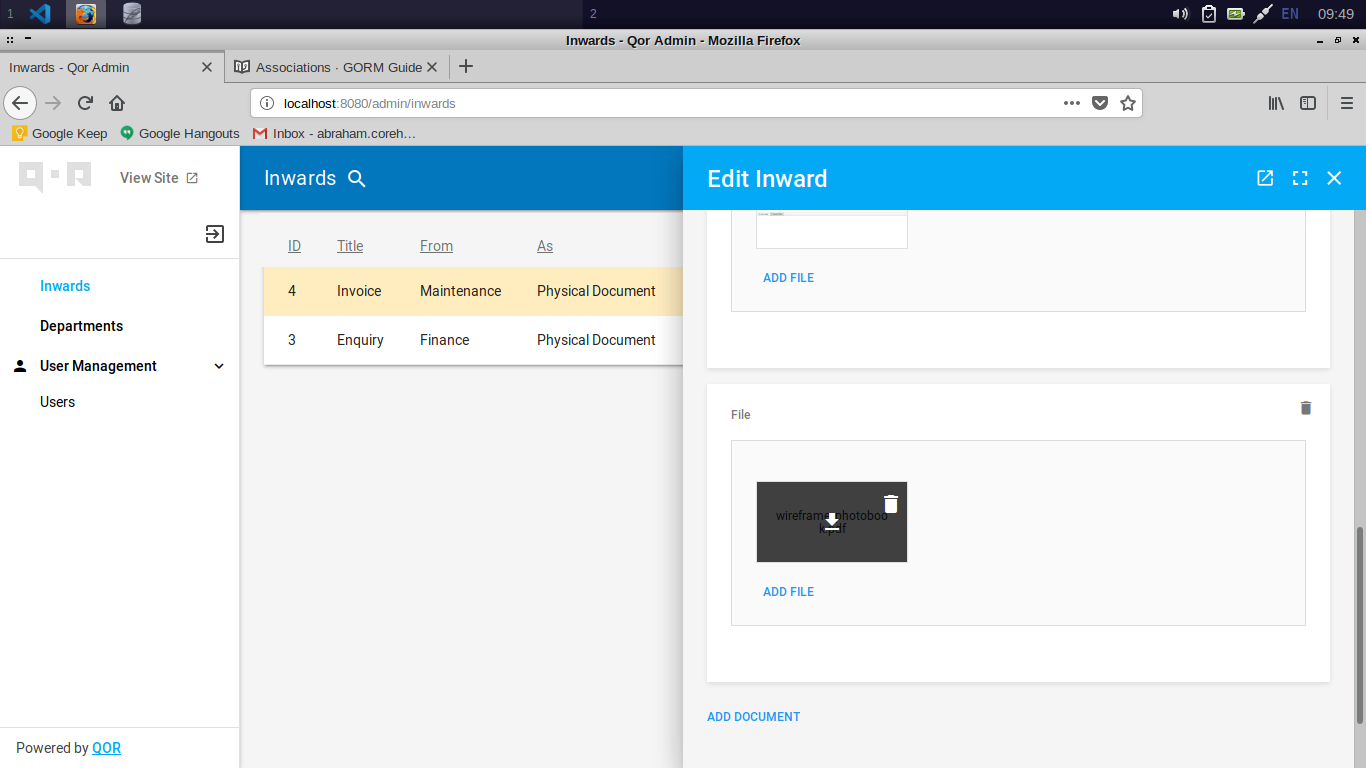 1
2
EN
09:49
Inwards - Qor Admin - Mozilla Firefox
Inwards - Qor Admin
Associations · GORM Guide
localhost:8080/admin/inwards
Google Keep
Google Hangouts
Inbox - abraham.coreh…
View Site
Inwards
Departments
User Management
Users
Powered by QOR
Inwards
ID Title From As
4 Invoice Maintenance Physical Document
3 Enquiry Finance Physical Document
Edit Inward
ADD FILE
File
wireframe-photoboo
k.pdf
ADD FILE
ADD DOCUMENT